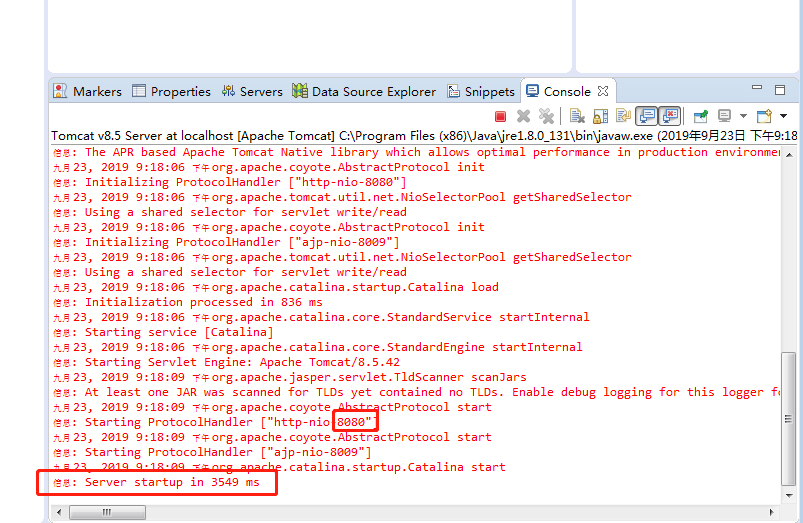 Markers Properties Servers Data Source Explorer Snippets Console
Tomcat v8.5 Server at localhost [Apache Tomcat] C:\Program Files (x86)\Java\jre1.8.0_131\bin\javaw.exe (2019年9月23日 下午9:18
信息: The APR based Apache Tomcat Native library which allows optimal performance in production environmen
九月 23, 2019 9:18:06 下午 org.apache.coyote.AbstractProtocol init
信息: Initializing ProtocolHandler ["http-nio-8080"]
九月 23, 2019 9:18:06 下午 org.apache.tomcat.util.net.NioSelectorPool getSharedSelector
信息: Using a shared selector for servlet write/read
九月 23, 2019 9:18:06 下午 org.apache.coyote.AbstractProtocol init
信息: Initializing ProtocolHandler ["ajp-nio-8009"]
九月 23, 2019 9:18:06 下午 org.apache.tomcat.util.net.NioSelectorPool getSharedSelector
信息: Using a shared selector for servlet write/read
九月 23, 2019 9:18:06 下午 org.apache.catalina.startup.Catalina load
信息: Initialization processed in 836 ms
九月 23, 2019 9:18:06 下午 org.apache.catalina.core.StandardService startInternal
信息: Starting service [Catalina]
九月 23, 2019 9:18:06 下午 org.apache.catalina.core.StandardEngine startInternal
信息: Starting Servlet Engine: Apache Tomcat/8.5.42
九月 23, 2019 9:18:09 下午 org.apache.jasper.servlet.TldScanner scanJars
信息: At least one JAR was scanned for TLDs yet contained no TLDs. Enable debug logging for this logger fo
九月 23, 2019 9:18:09 下午 org.apache.coyote.AbstractProtocol start
信息: Starting ProtocolHandler ["http-nio-8080"]
九月 23, 2019 9:18:09 下午 org.apache.coyote.AbstractProtocol start
信息: Starting ProtocolHandler ["ajp-nio-8009"]
九月 23, 2019 9:18:09 下午 org.apache.catalina.startup.Catalina start
信息: Server startup in 3549 ms